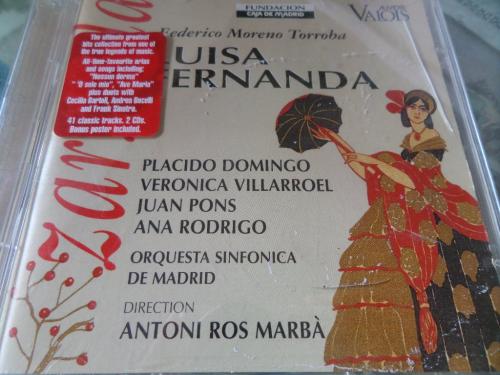 FUNDACION
CAJA DE MADRID
AUVIDIS
VALOIS
Federico Moreno Torroba
LUISA
FERNANDA
The ultimate greatest
hits collection from one of
the true legends of music.
All-time-favourite arias
and songs including:
"Nessun dorma"
"O sole mio", "Ave Maria"
plus duets with
Cecilia Bartoli, Andrea Bocelli
and Frank Sinatra.
41 classic tracks. 2 CDs.
Bonus poster included.
PLACIDO DOMINGO
VERONICA VILLARROEL
JUAN PONS
ANA RODRIGO
ORQUESTA SINFONICA
DE MADRID
DIRECTION
ANTONI ROS MARBÀ